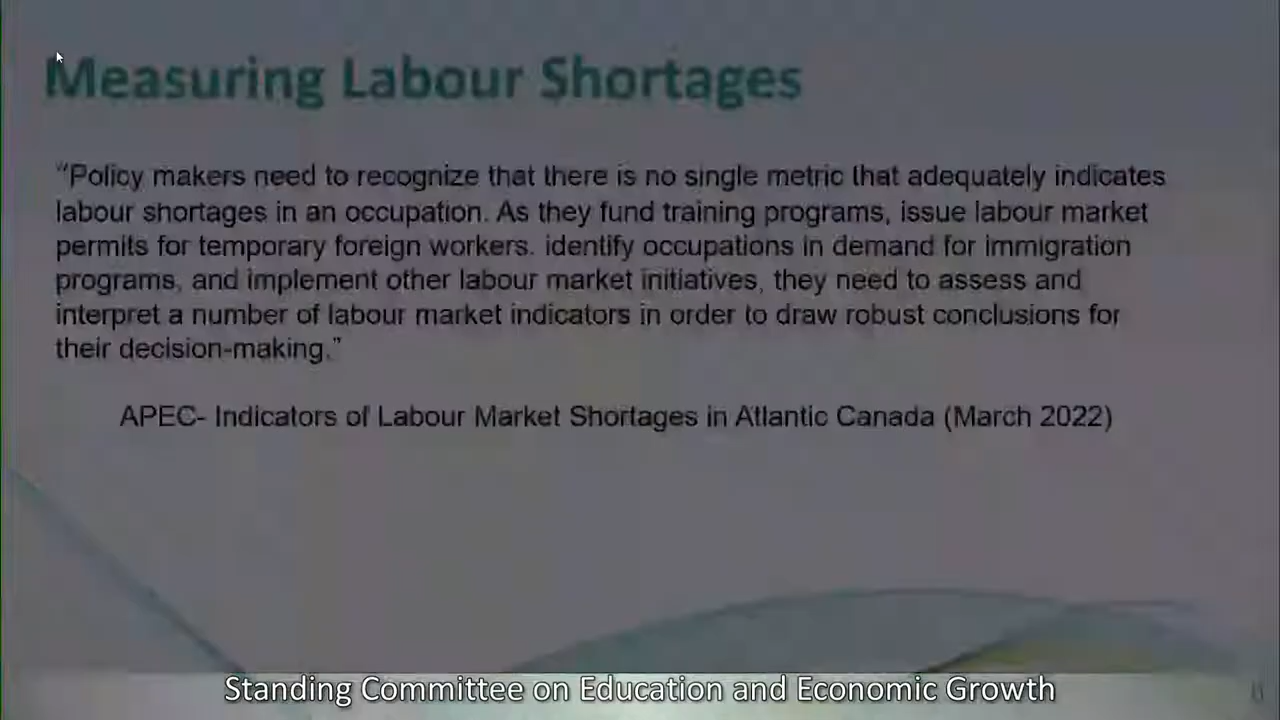 Measuring Labour Shortages
“Policy makers need to recognize that there is no single metric that adequately indicates
labour shortages in an occupation. As they fund training programs, issue labour market
permits for temporary foreign workers. identify occupations in demand for immigration
programs, and implement other labour market initiatives, they need to assess and
interpret a number of labour market indicators in order to draw robust conclusions for
their decision-making.”
APEC- Indicators of Labour Market Shortages in Atlantic Canada (March 2022)
Standing Committee on Education and Economic Growth